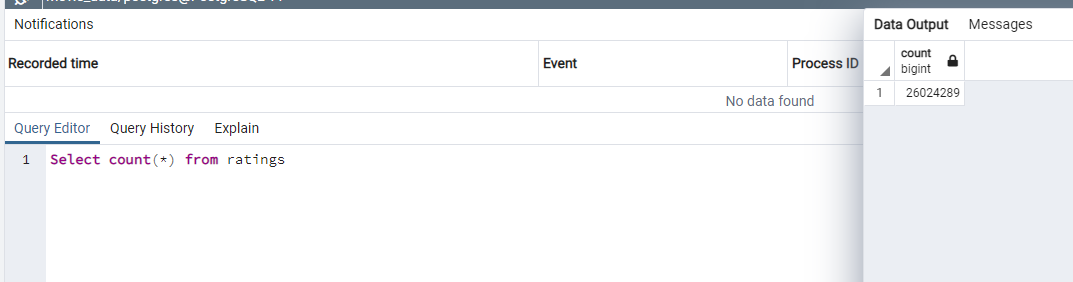 Notifications
Data Output Messages
Recorded time Event Process ID
count
bigint
No data found
1 26024289
Query Editor Query History Explain
1 Select count(*) from ratings